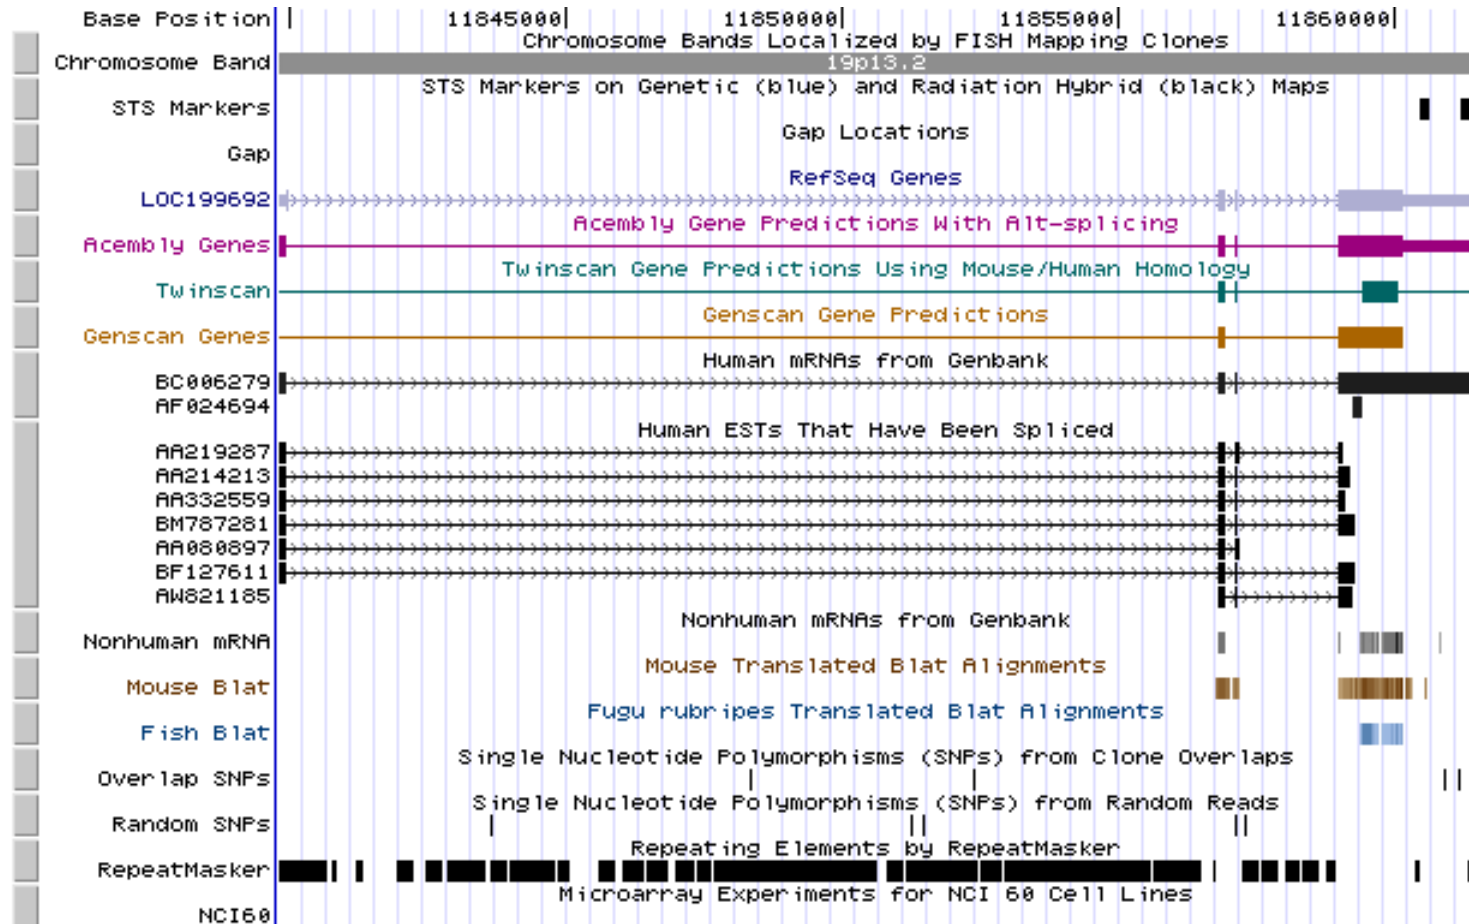 Base Position | 11845000| 11850000| 11855000| 11860000|
Chromosome Bands Localized by FISH Mapping Clones
Chromosome Band 19p13.2
STS Markers on Genetic (blue) and Radiation Hybrid (black) Maps
STS Markers
Gap Locations
Gap
RefSeq Genes
LOC199692
Acembly Gene Predictions With Alt-splicing
Acembly Genes
Twinscan Gene Predictions Using Mouse/Human Homology
Twinscan
Genscan Gene Predictions
Genscan Genes
Human mRNAs from Genbank
BC006279
AF024694
Human ESTs That Have Been Spliced
AA219287
AA214213
AA332559
BM787281
AA080897
BF127611
AW821185
Nonhuman mRNAs from Genbank
Nonhuman mRNA
Mouse Translated Blat Alignments
Mouse Blat
Fugu rubripes Translated Blat Alignments
Fish Blat
Single Nucleotide Polymorphisms (SNPs) from Clone Overlaps
Overlap SNPs
Single Nucleotide Polymorphisms (SNPs) from Random Reads
Random SNPs
Repeating Elements by RepeatMasker
RepeatMasker
Microarray Experiments for NCI 60 Cell Lines
NCI60